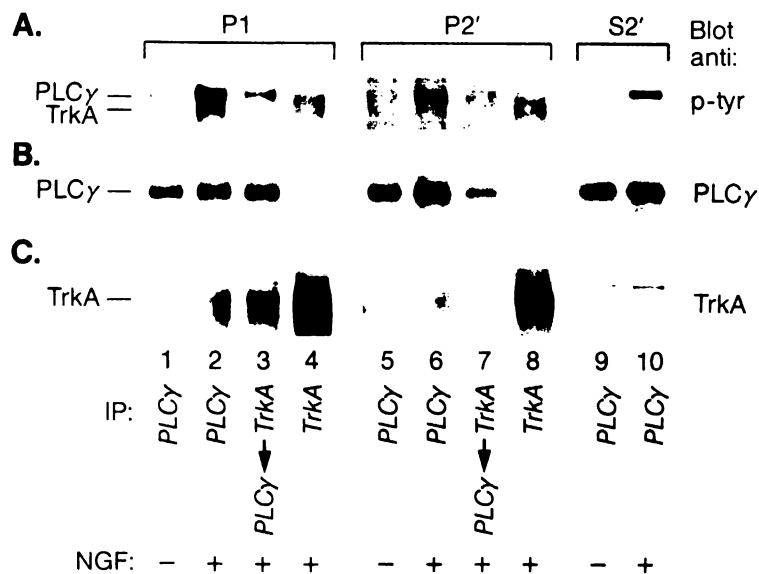 A. P1 P2′ S2′ Blot anti:
PLCγ
TrkA p-tyr
B.
PLCγ PLCγ
C.
TrkA TrkA
1 2 3 4 5 6 7 8 9 10
IP: PLCγ PLCγ TrkA→PLCγ TrkA PLCγ PLCγ TrkA→PLCγ TrkA PLCγ PLCγ
NGF: − + + + − + + + − +